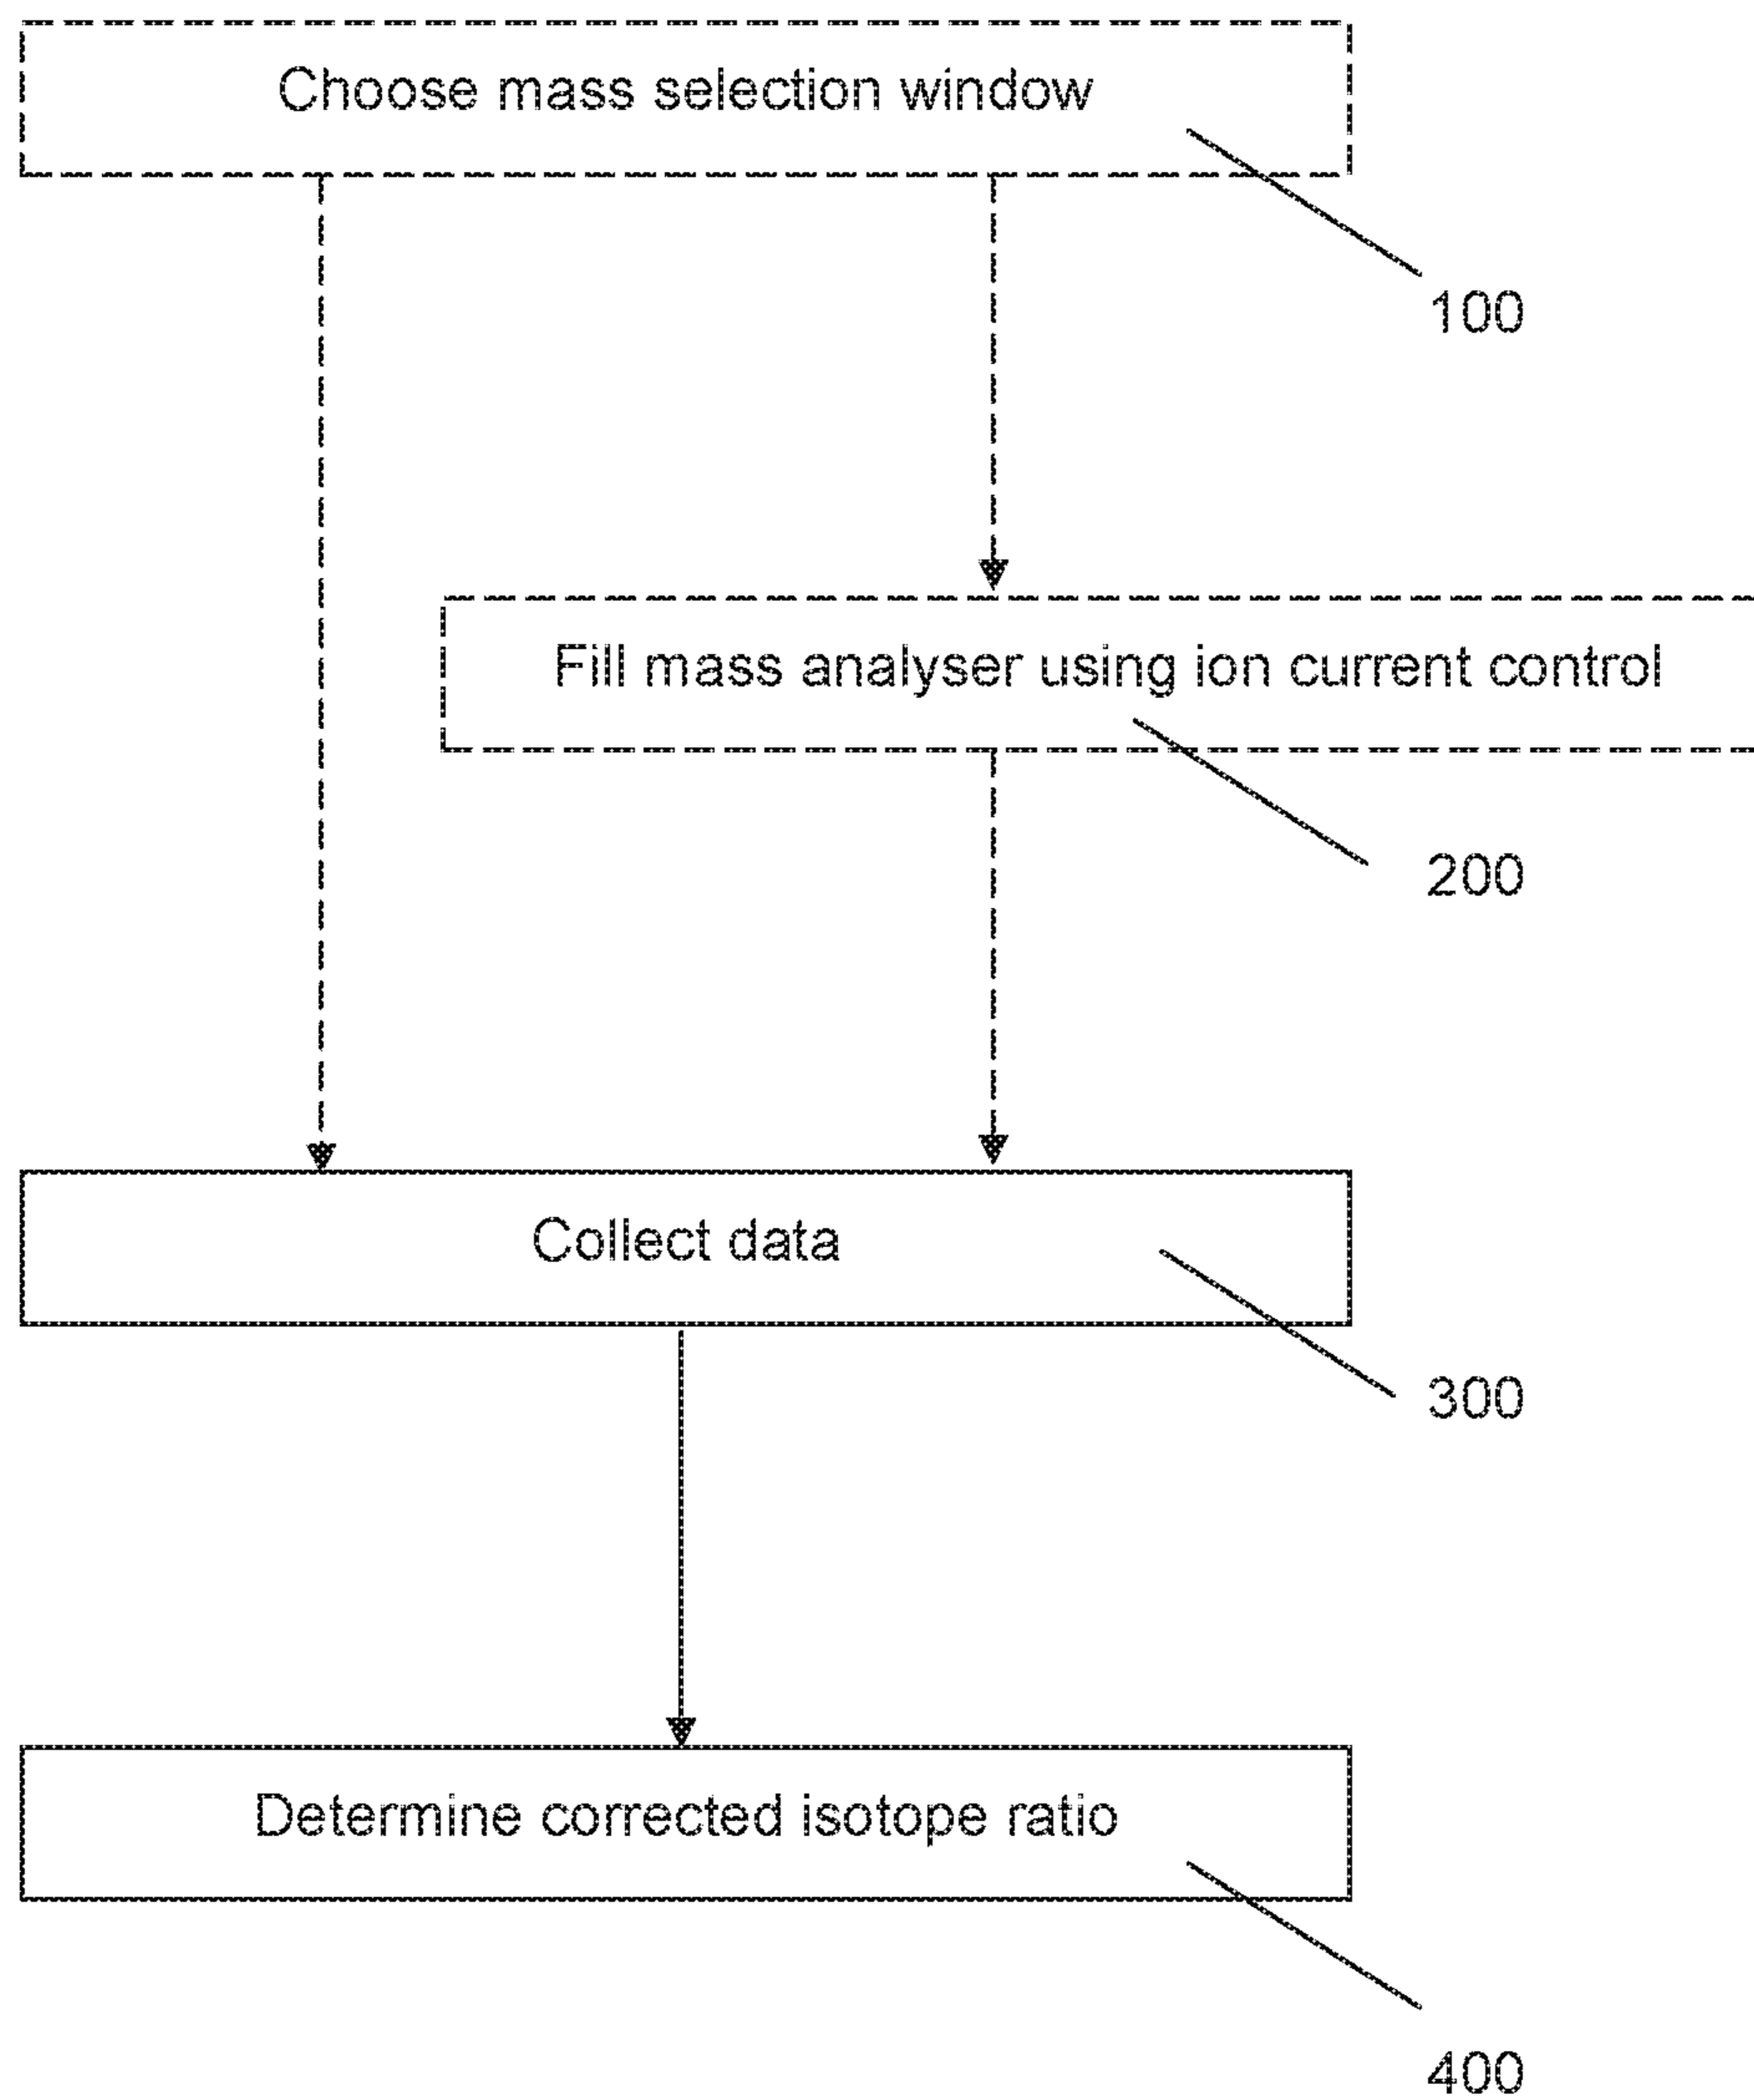 Choose mass selection window
100
Fill mass analyser using ion current control
200
Collect data
300
Determine corrected isotope ratio
400